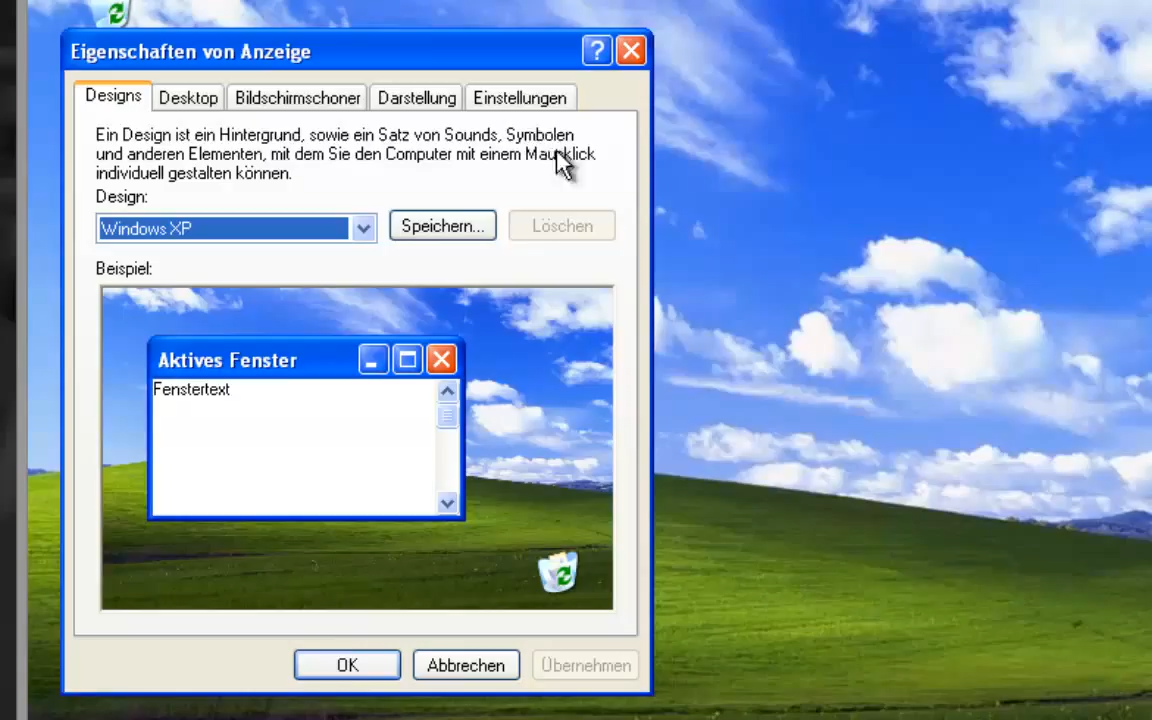 Eigenschaften von Anzeige
Designs Desktop Bildschirmschoner Darstellung Einstellungen
Ein Design ist ein Hintergrund, sowie ein Satz von Sounds, Symbolen
und anderen Elementen, mit dem Sie den Computer mit einem Mausklick
individuell gestalten können.
Design:
Windows XP Speichern... Löschen
Beispiel:
Aktives Fenster
Fenstertext
OK Abbrechen Übernehmen